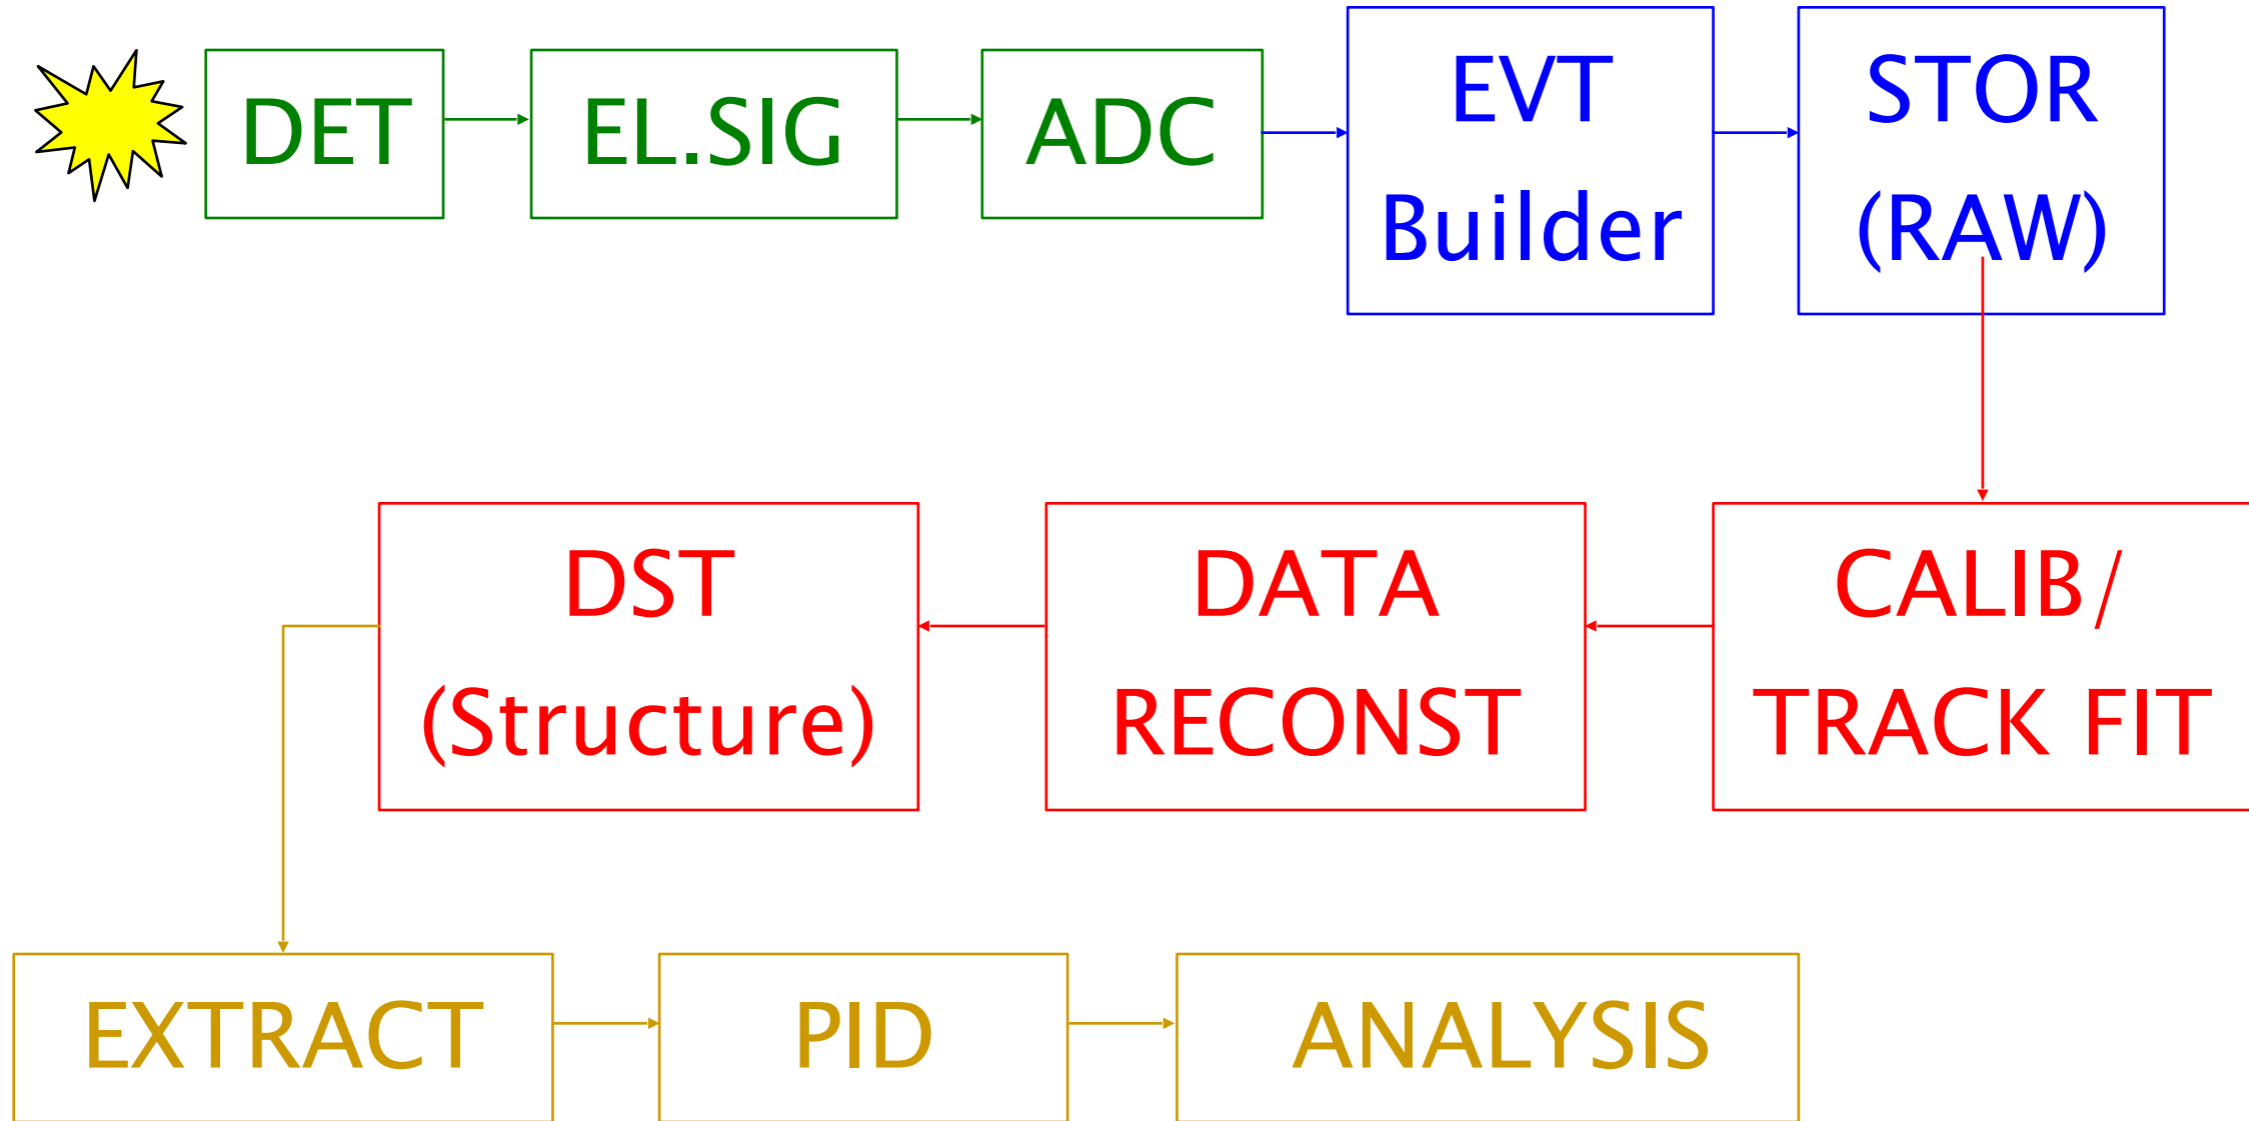 DET
EL.SIG
ADC
EVT
Builder
STOR
(RAW)
CALIB/
TRACK FIT
DATA
RECONST
DST
(Structure)
EXTRACT
PID
ANALYSIS